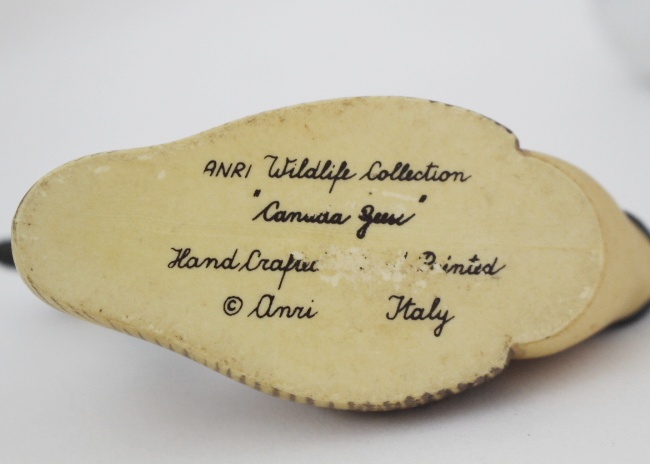 ANRI Wildlife Collection
"Canada Geese"
Hand Crafted Painted
© Anri Italy